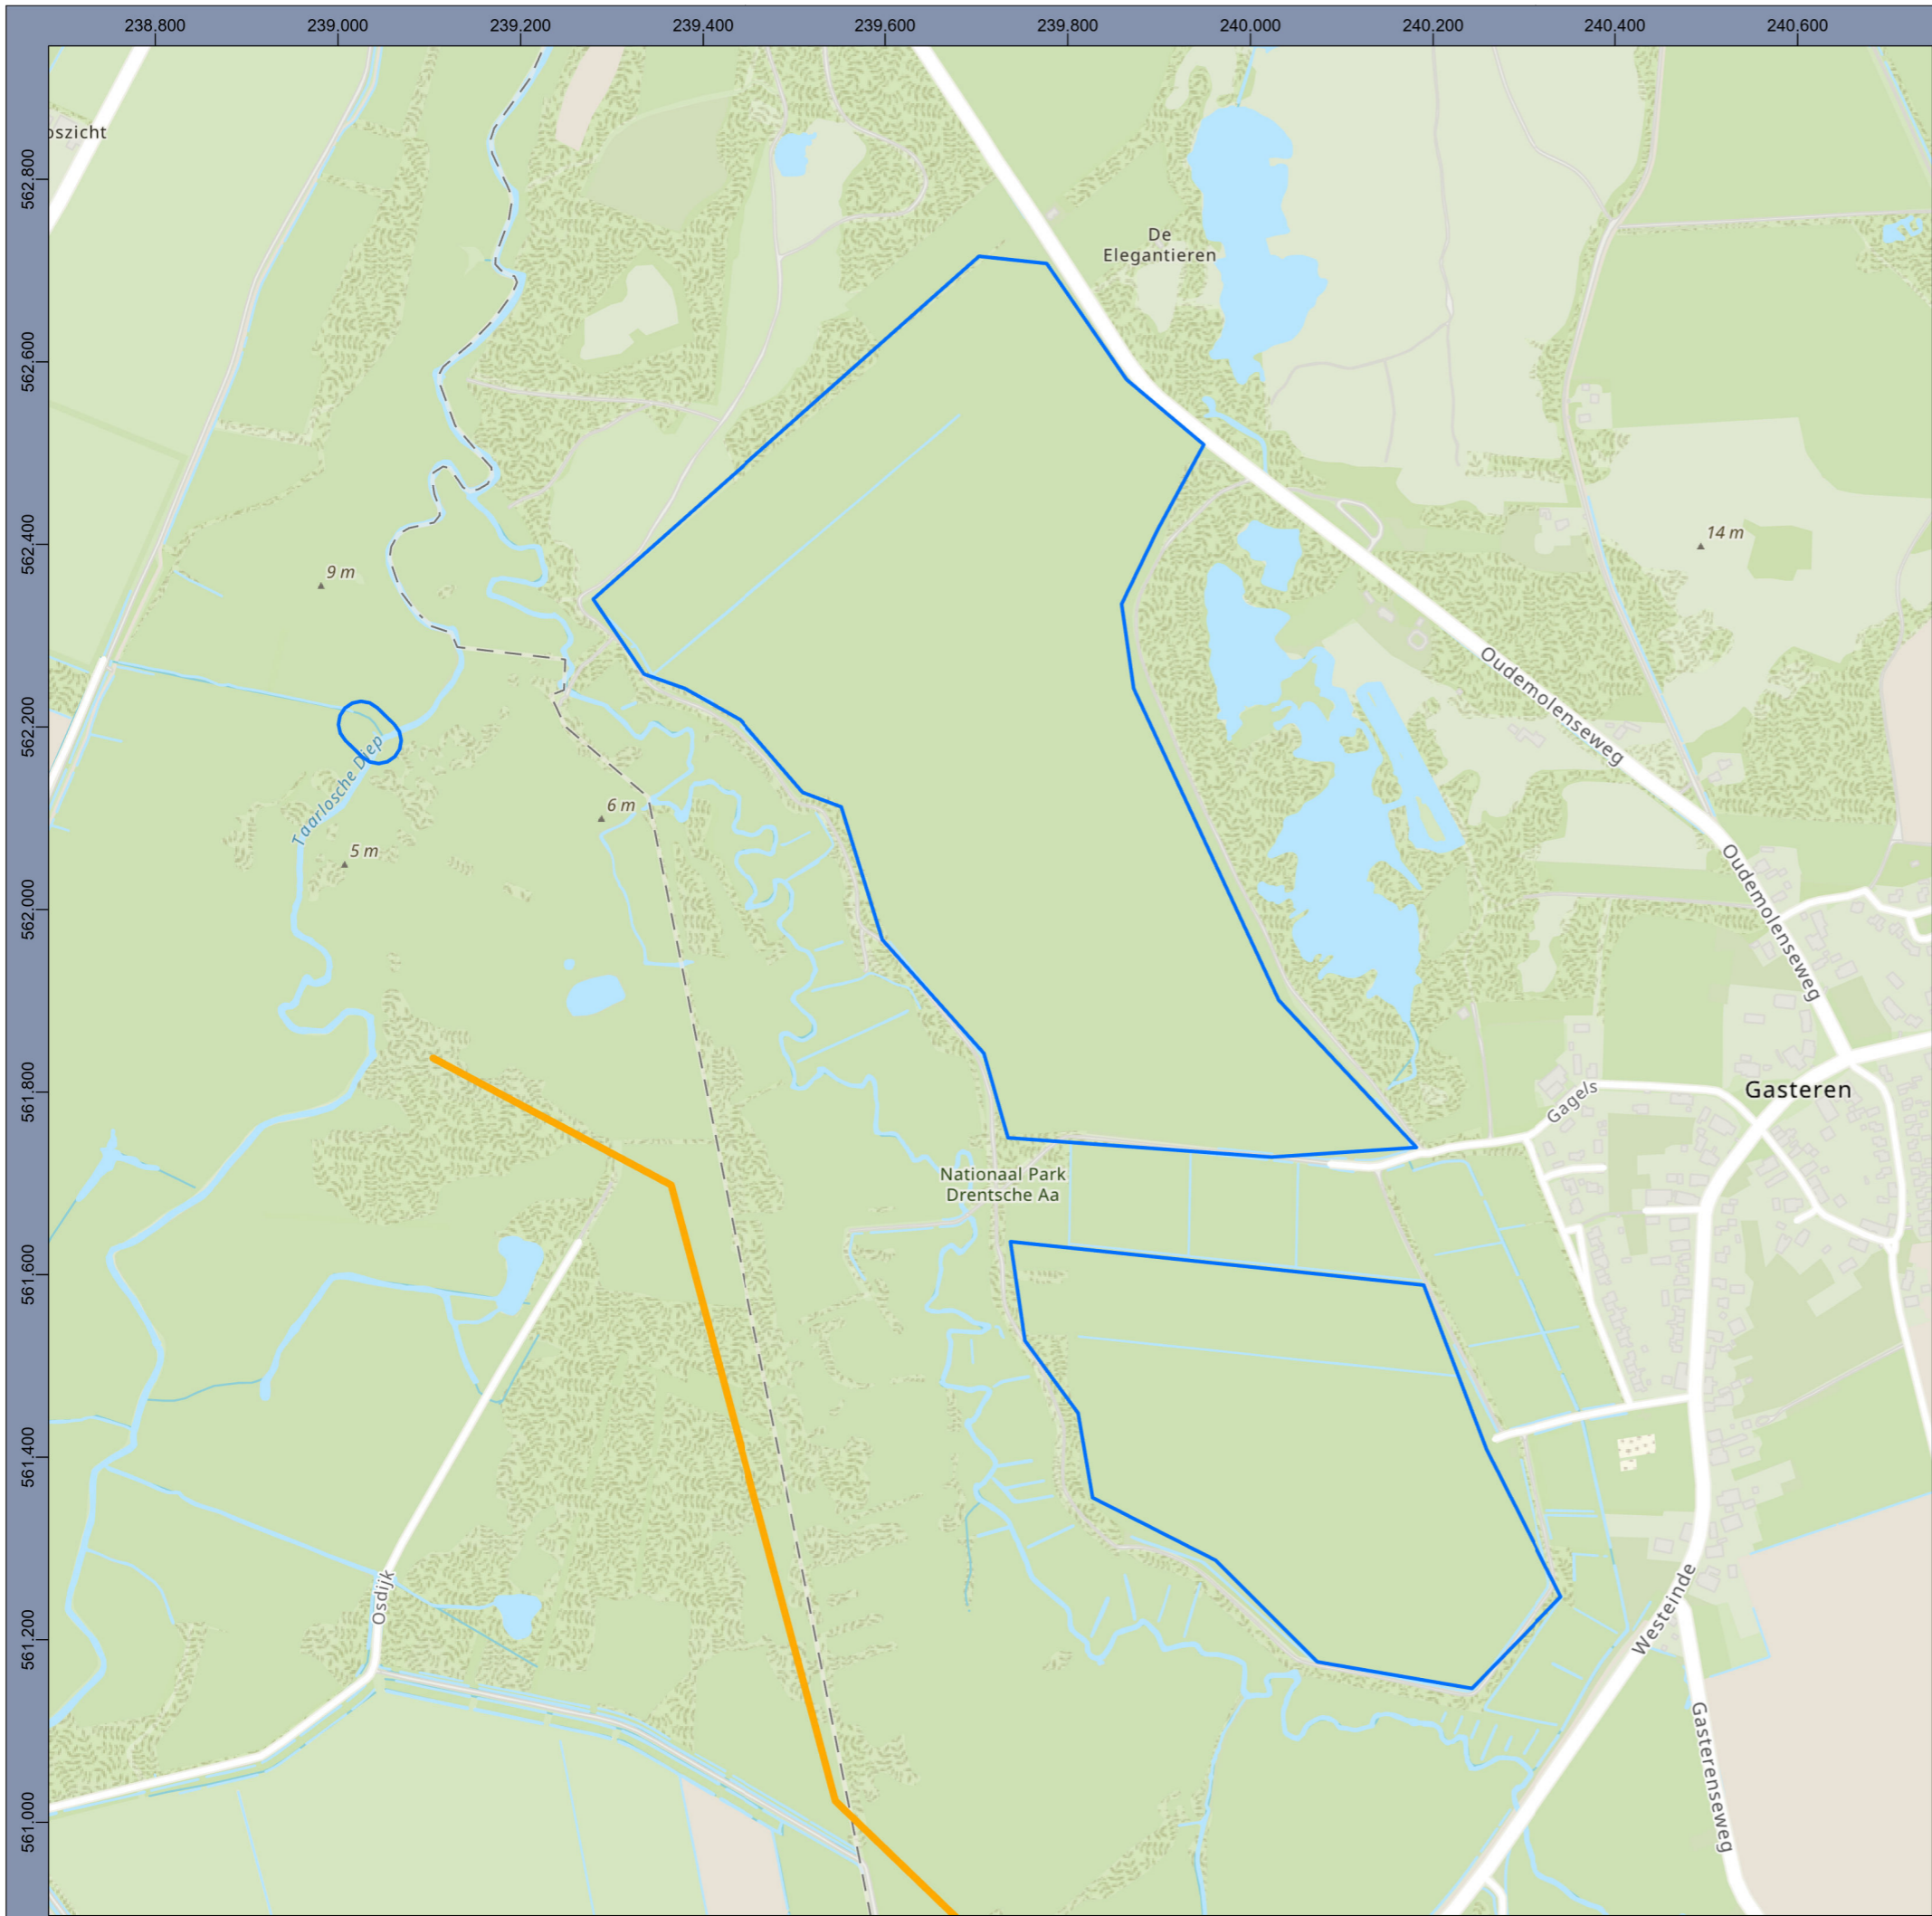 238.800
239.000
239.200
239.400
239.600
239.800
240.000
240.200
240.400
240.600
oszicht
562.800
De
Elegantieren
562.600
562.400
14 m
9 m
Oudemolenseweg
562.200
Taarlosche Diep
6 m
5 m
Oudemolenseweg
562.000
561.800
Gasteren
Gagels
Nationaal Park
Drentsche Aa
561.600
561.400
Osdijk
561.200
Westeinde
Gasterenseweg
561.000